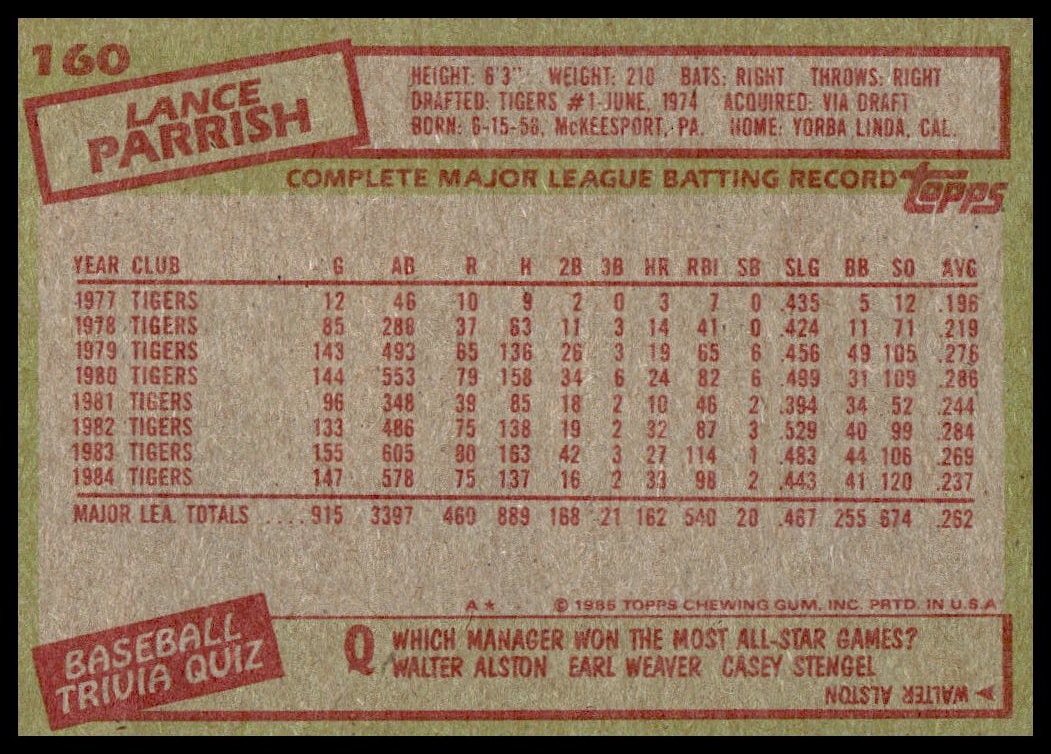 160
LANCE
PARRISH
HEIGHT: 6'3" WEIGHT: 210 BATS: RIGHT THROWS: RIGHT
DRAFTED: TIGERS #1-JUNE, 1974 ACQUIRED: VIA DRAFT
BORN: 6-15-56, McKEESPORT, PA. HOME: YORBA LINDA, CAL.
COMPLETE MAJOR LEAGUE BATTING RECORD topps
YEAR CLUB G AB R H 2B 3B HR RBI SB SLG BB SO AVG
1977 TIGERS 12 46 10 9 2 0 3 7 0 .435 5 12 .196
1978 TIGERS 85 288 37 63 11 3 14 41 0 .424 11 71 .219
1979 TIGERS 143 493 65 136 26 3 19 65 6 .456 49 105 .276
1980 TIGERS 144 553 79 158 34 6 24 82 6 .499 31 109 .286
1981 TIGERS 96 348 39 85 18 2 10 46 2 .394 34 52 .244
1982 TIGERS 133 486 75 138 19 2 32 87 3 .529 40 99 .284
1983 TIGERS 155 605 80 163 42 3 27 114 1 .483 44 106 .269
1984 TIGERS 147 578 75 137 16 2 33 98 2 .443 41 120 .237
MAJOR LEA. TOTALS ....915 3397 460 889 168 21 162 540 20 .467 255 674 .262
A* © 1985 TOPPS CHEWING GUM, INC. PRTD. IN U.S.A
BASEBALL
TRIVIA QUIZ
Q WHICH MANAGER WON THE MOST ALL-STAR GAMES?
WALTER ALSTON EARL WEAVER CASEY STENGEL
WALTER ALSTON